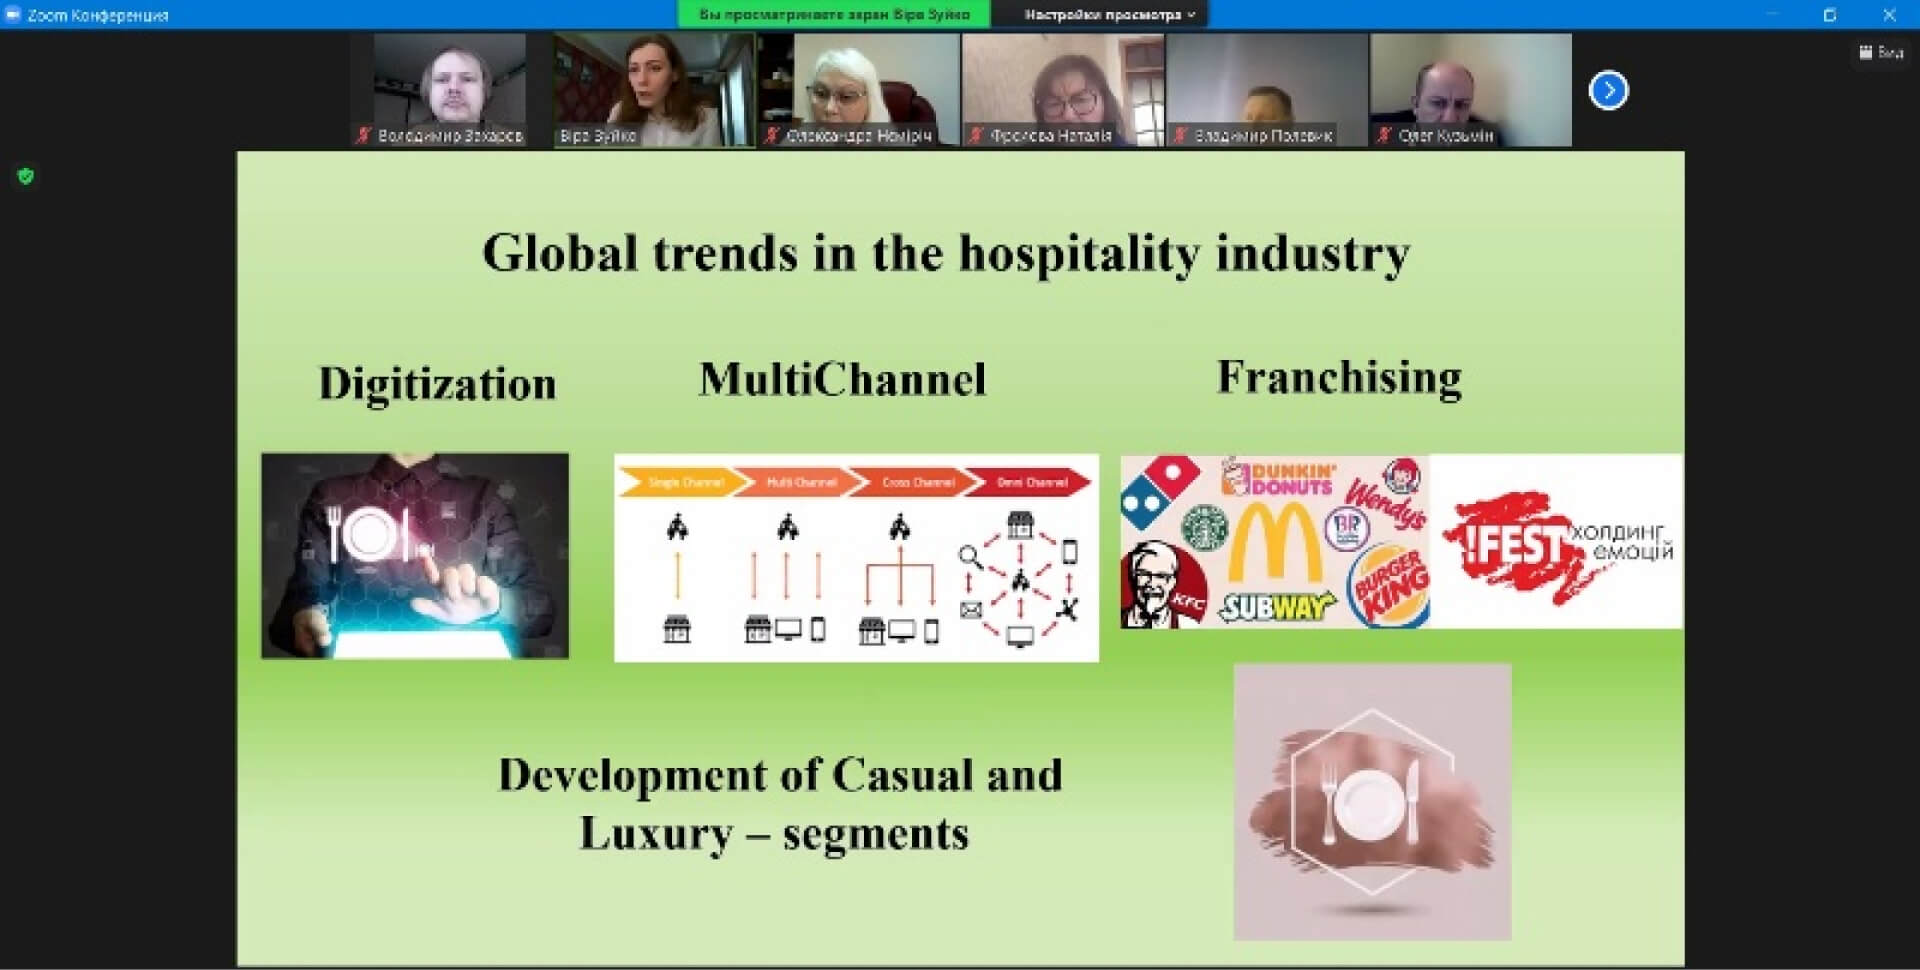 Zoom Конференция
Вы просматриваете экран Віра Зуйко
Настройки просмотра
Вид
Володимир Захаров
Віра Зуйко
Олександра Неміріч
Фролова Наталія
Владимир Полевик
Олег Кузьмін
Global trends in the hospitality industry
Digitization
MultiChannel
Franchising
Single Channel
Multi Channel
Cross Channel
Omni Channel
DUNKIN'
DONUTS
Wendy's
BR
KFC
SUBWAY
BURGER
KING
!FEST
ХОЛДИНГ
ЕМОЦІЙ
Development of Casual and
Luxury – segments